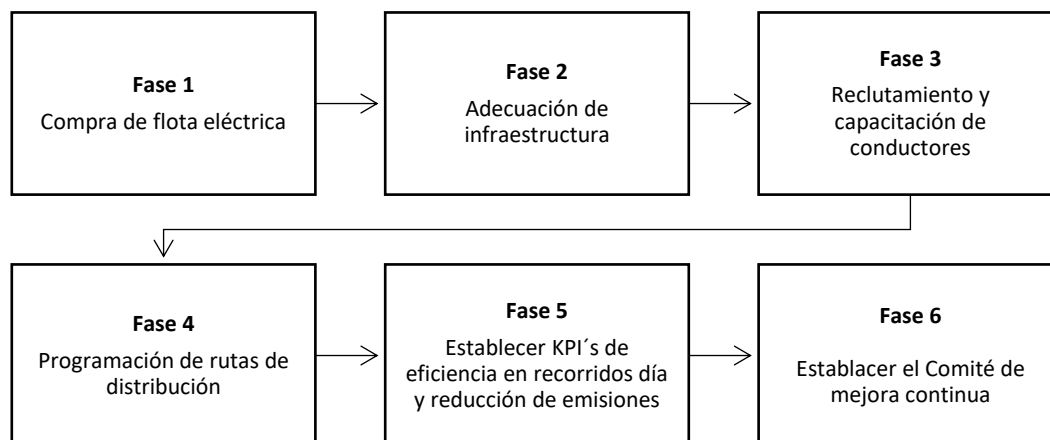 Fase 1
Compra de flota eléctrica
Fase 2
Adecuación de
infraestructura
Fase 3
Reclutamiento y
capacitación de
conductores
Fase 4
Programación de rutas de
distribución
Fase 5
Establecer KPI´s de
eficiencia en recorridos día
y reducción de emisiones
Fase 6
Establacer el Comité de
mejora continua